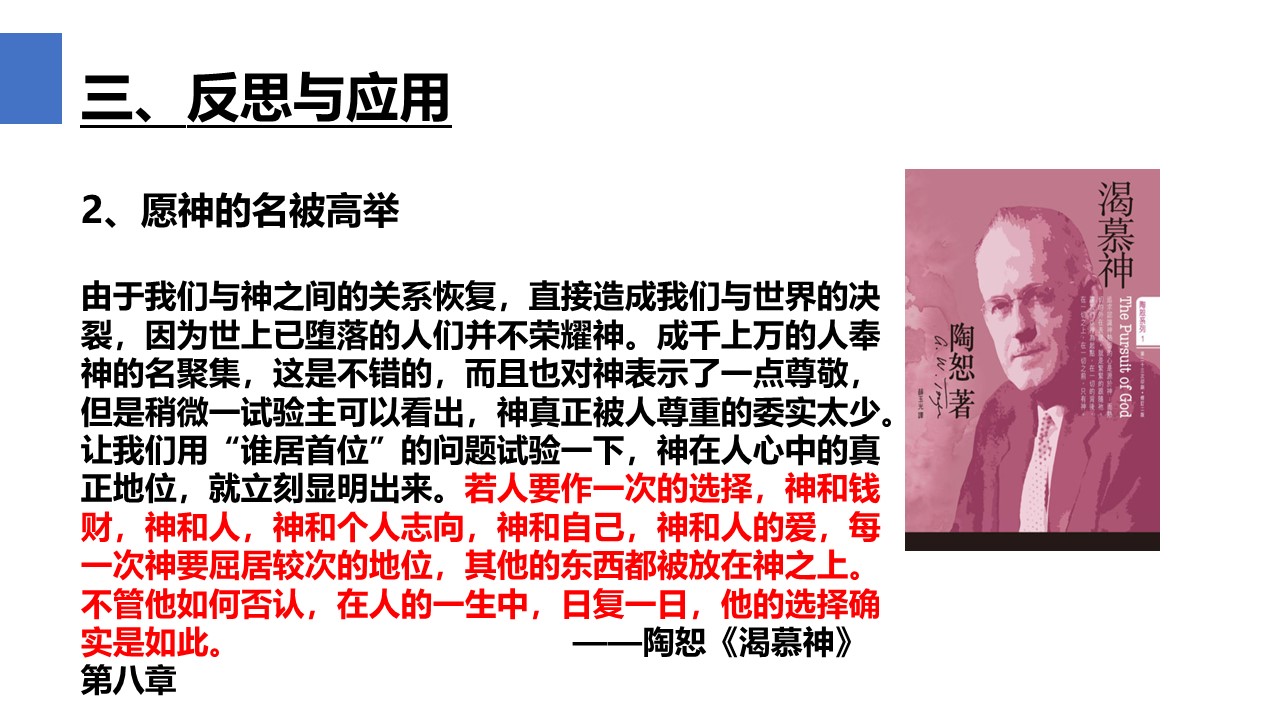 三、反思与应用
2、愿神的名被高举
由于我们与神之间的关系恢复，直接造成我们与世界的决
裂，因为世上已堕落的人们并不荣耀神。成千上万的人奉
神的名聚集，这是不错的，而且也对神表示了一点尊敬，
但是稍微一试验主可以看出，神真正被人尊重的委实太少。
让我们用“谁居首位”的问题试验一下，神在人心中的真
正地位，就立刻显明出来。若人要作一次的选择，神和钱
财，神和人，神和个人志向，神和自己，神和人的爱，每
一次神要屈居较次的地位，其他的东西都被放在神之上。
不管他如何否认，在人的一生中，日复一日，他的选择确
实是如此。 ——陶恕《渴慕神》
第八章
渴慕神
The Pursuit of God
陶恕系列 1
陶恕 著
A. W. Tozer